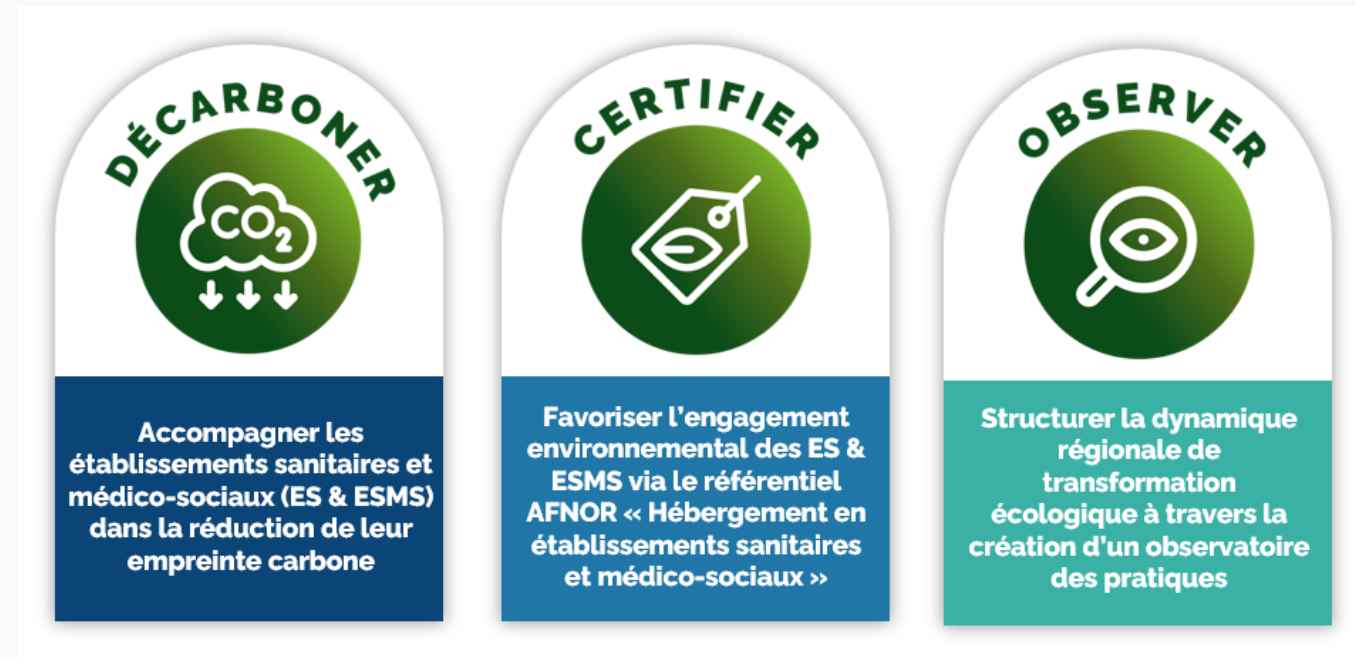 DÉCARBONER
CO2
Accompagner les
établissements sanitaires et
médico-sociaux (ES & ESMS)
dans la réduction de leur
empreinte carbone
CERTIFIER
Favoriser l'engagement
environnemental des ES &
ESMS via le référentiel
AFNOR « Hébergement en
établissements sanitaires
et médico-sociaux »
OBSERVER
Structurer la dynamique
régionale de
transformation
écologique à travers la
création d'un observatoire
des pratiques